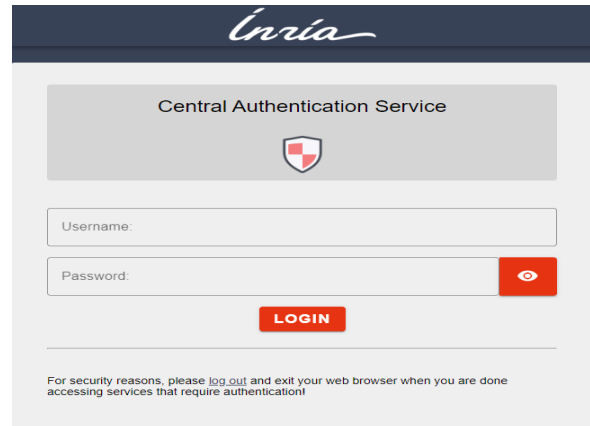 Inria
Central Authentication Service
Username:
Password:
LOGIN
For security reasons, please log out and exit your web browser when you are done
accessing services that require authentication!